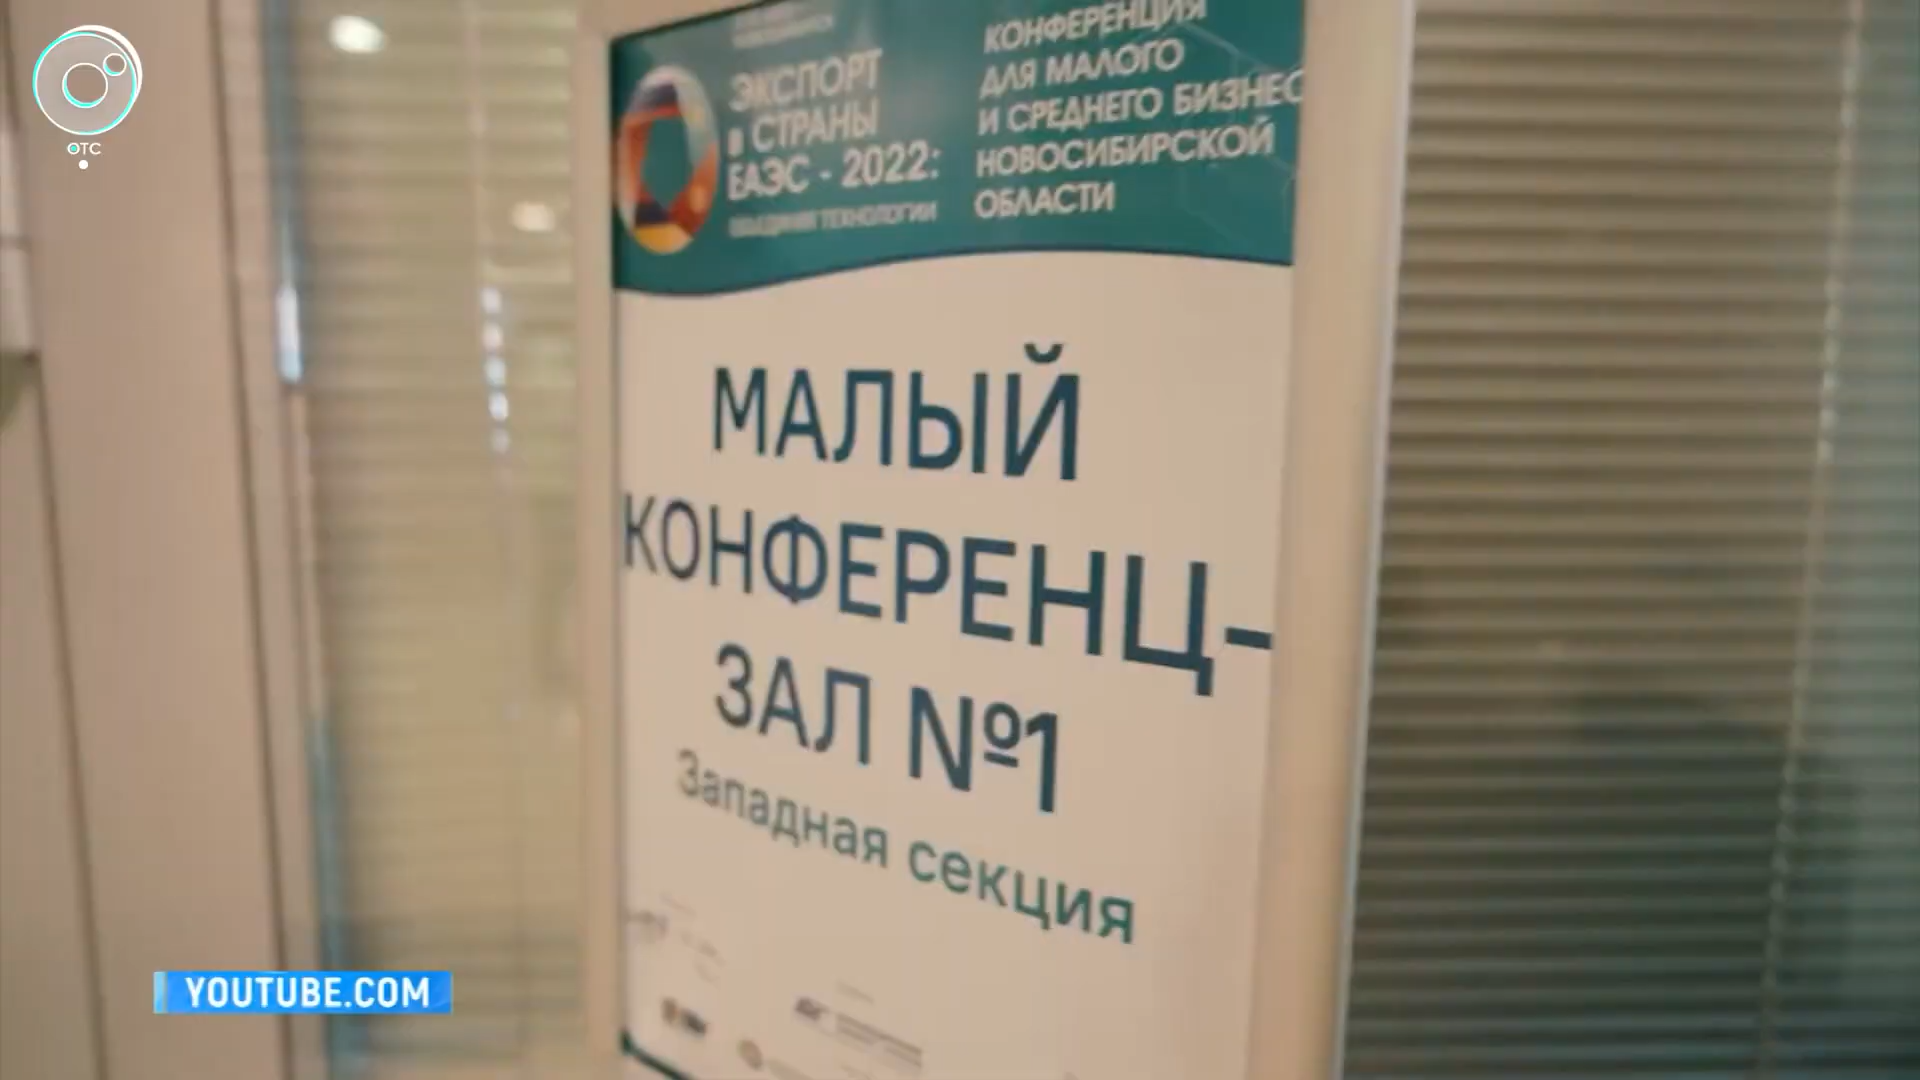 ОТС
ЭКСПОРТ
в СТРАНЫ
ЕАЭС - 2022:
ТЕХНОЛОГИИ
КОНФЕРЕНЦИЯ
ДЛЯ МАЛОГО
И СРЕДНЕГО БИЗНЕС
НОВОСИБИРСКОЙ
ОБЛАСТИ
МАЛЫЙ
КОНФЕРЕНЦ-
ЗАЛ №1
Западная секция
YOUTUBE.COM